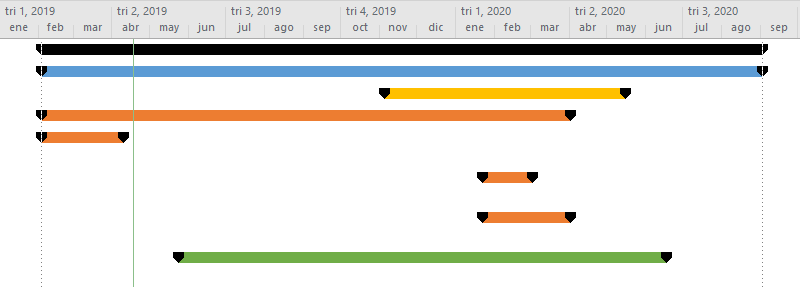 tri 1, 2019 tri 2, 2019 tri 3, 2019 tri 4, 2019 tri 1, 2020 tri 2, 2020 tri 3, 2020
ene feb mar abr may jun jul ago sep oct nov dic ene feb mar abr may jun jul ago sep